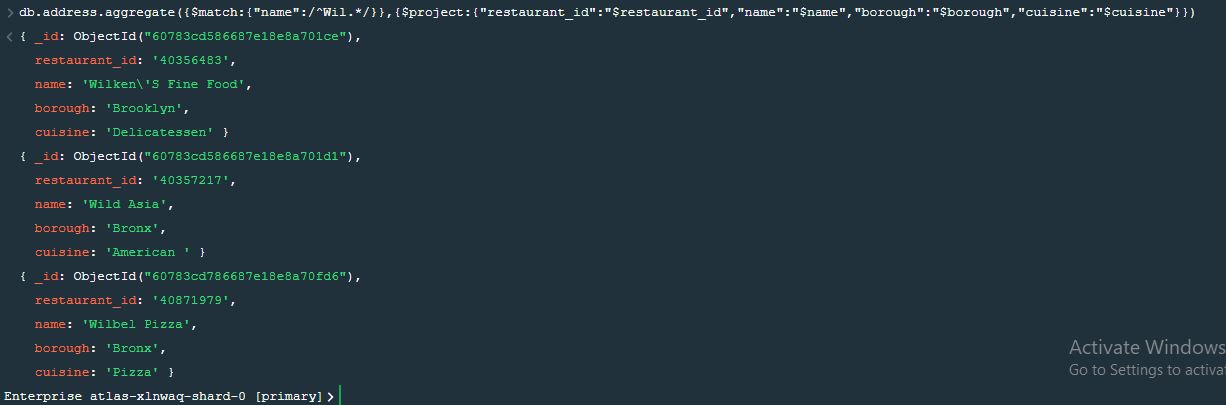 > db.address.aggregate({$match:{"name":/^Wil.*/}},{$project:{"restaurant_id":"$restaurant_id","name":"$name","borough":"$borough","cuisine":"$cuisine"}})
< { _id: ObjectId("60783cd586687e18e8a701ce"),
restaurant_id: '40356483',
name: 'Wilken\'S Fine Food',
borough: 'Brooklyn',
cuisine: 'Delicatessen' }
{ _id: ObjectId("60783cd586687e18e8a701d1"),
restaurant_id: '40357217',
name: 'Wild Asia',
borough: 'Bronx',
cuisine: 'American ' }
{ _id: ObjectId("60783cd786687e18e8a70fd6"),
restaurant_id: '40871979',
name: 'Wilbel Pizza',
borough: 'Bronx',
cuisine: 'Pizza' }
Enterprise atlas-xlnwaq-shard-0 [primary] >
Activate Windows
Go to Settings to activa